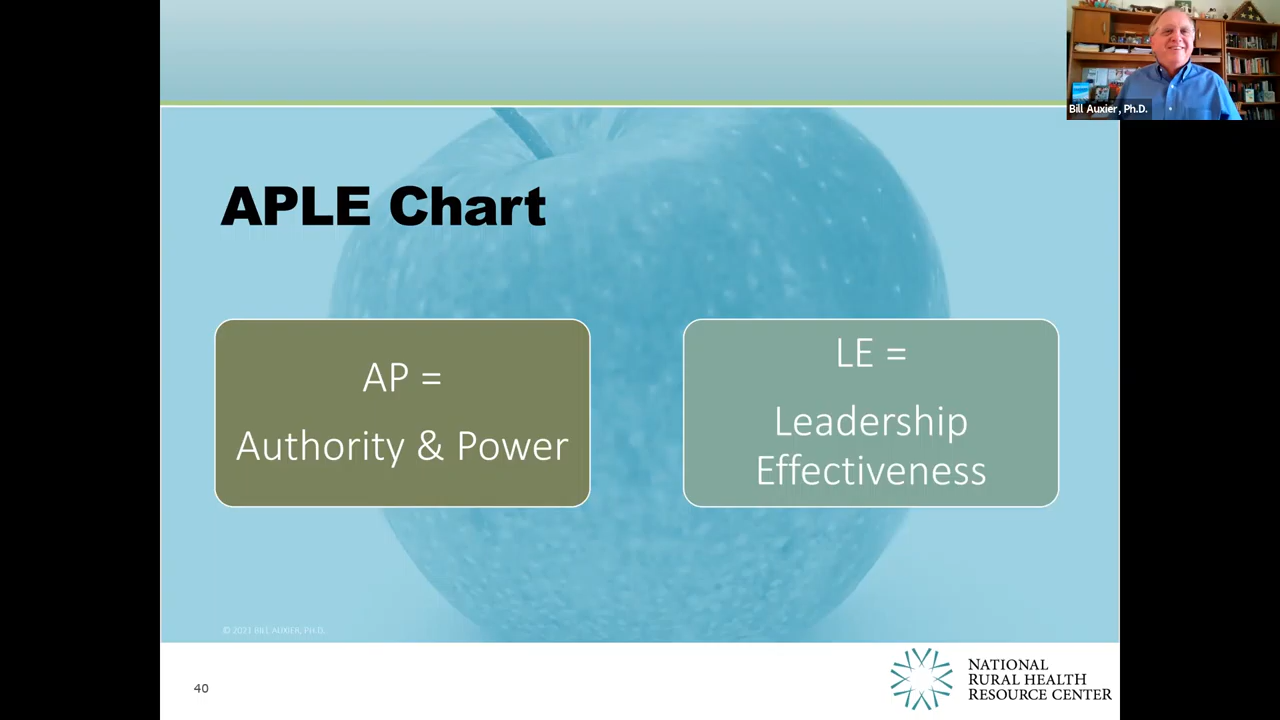 Bill Auxier, Ph.D.
APLE Chart
AP =
Authority & Power
LE =
Leadership
Effectiveness
© 2021 BILL AUXIER, PH.D.
40
NATIONAL
RURAL HEALTH
RESOURCE CENTER